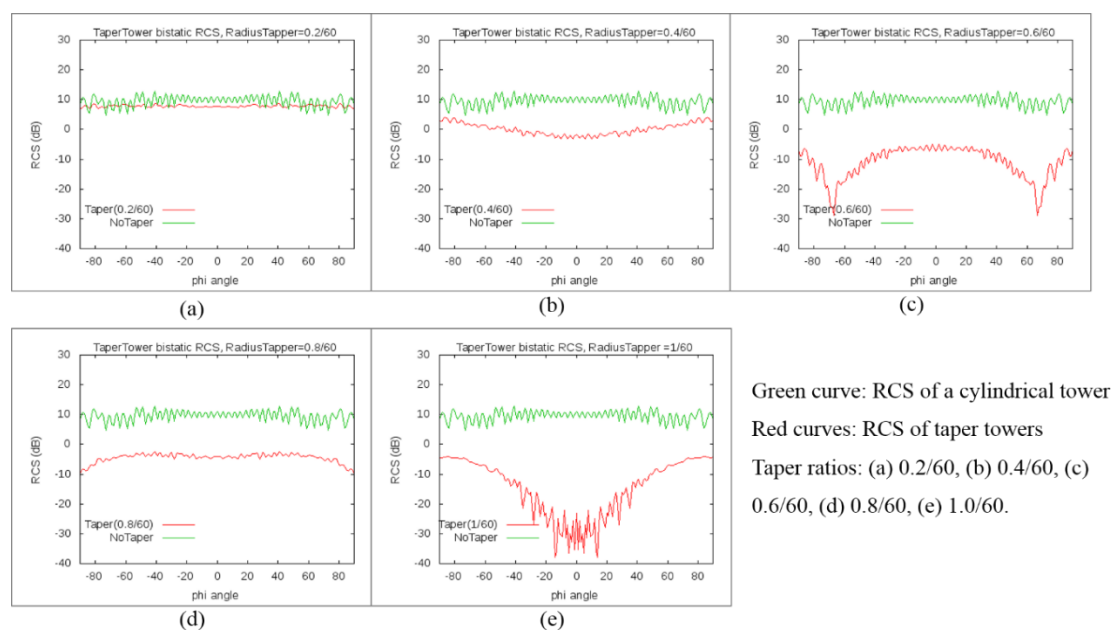 TaperTower bistatic RCS, RadiusTapper=0.2/60
30
20
10
0
-10
-20
-30
-40
RCS (dB)
Taper(0.2/60)
NoTaper
-80 -60 -40 -20 0 20 40 60 80
phi angle
(a)
TaperTower bistatic RCS, RadiusTapper=0.4/60
30
20
10
0
-10
-20
-30
-40
RCS (dB)
Taper(0.4/60)
NoTaper
-80 -60 -40 -20 0 20 40 60 80
phi angle
(b)
TaperTower bistatic RCS, RadiusTapper=0.6/60
30
20
10
0
-10
-20
-30
-40
RCS (dB)
Taper(0.6/60)
NoTaper
-80 -60 -40 -20 0 20 40 60 80
phi angle
(c)
TaperTower bistatic RCS, RadiusTapper=0.8/60
30
20
10
0
-10
-20
-30
-40
RCS (dB)
Taper(0.8/60)
NoTaper
-80 -60 -40 -20 0 20 40 60 80
phi angle
(d)
TaperTower bistatic RCS, RadiusTapper =1/60
30
20
10
0
-10
-20
-30
-40
RCS (dB)
Taper(1/60)
NoTaper
-80 -60 -40 -20 0 20 40 60 80
phi angle
(e)
Green curve: RCS of a cylindrical tower
Red curves: RCS of taper towers
Taper ratios: (a) 0.2/60, (b) 0.4/60, (c)
0.6/60, (d) 0.8/60, (e) 1.0/60.